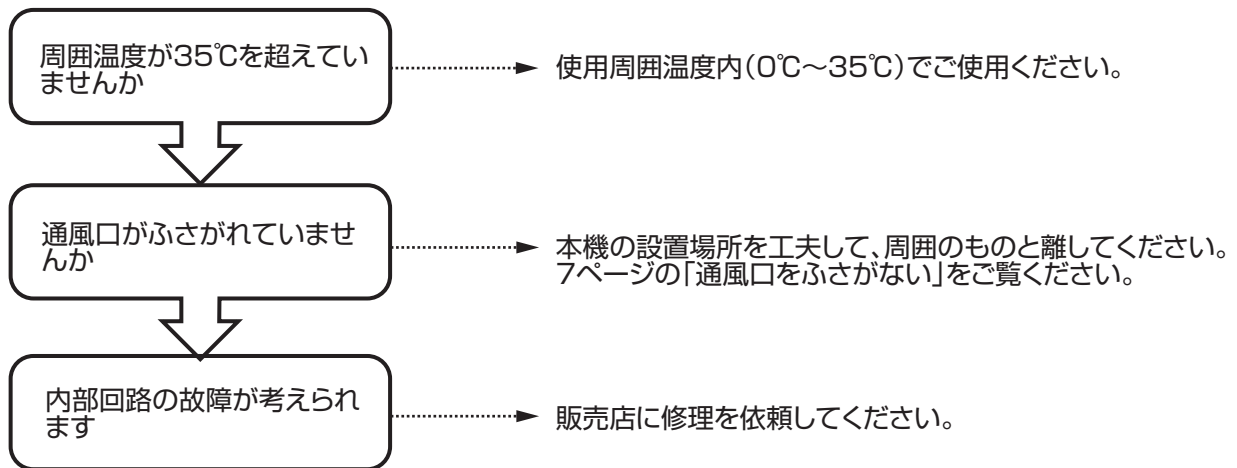 周囲温度が35℃を超えてい
ませんか
使用周囲温度内(0℃～35℃)でご使用ください。
通風口がふさがれていませ
んか
本機の設置場所を工夫して、周囲のものと離してください。
7ページの「通風口をふさがない」をご覧ください。
内部回路の故障が考えられ
ます
販売店に修理を依頼してください。